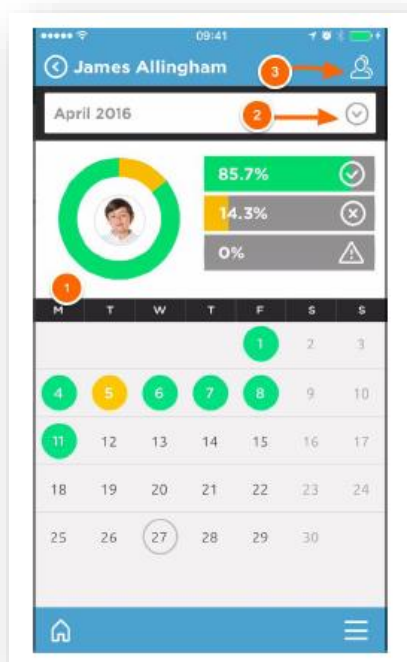 09:41
James Allingham
3
April 2016
2
85.7%
14.3%
0%
1
M T W T F S S
1 2 3
4 5 6 7 8 9 10
11 12 13 14 15 16 17
18 19 20 21 22 23 24
25 26 27 28 29 30